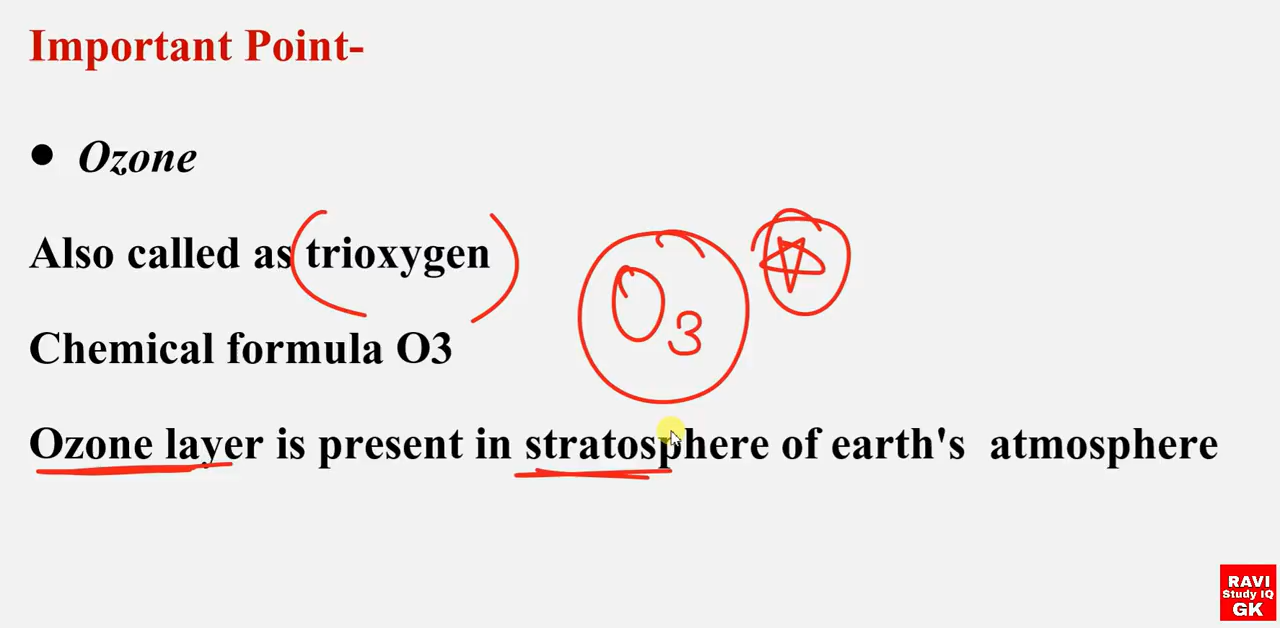 Important Point-
• Ozone
Also called as trioxygen
O3
Chemical formula O3
Ozone layer is present in stratosphere of earth's atmosphere
RAVI
Study IQ
GK